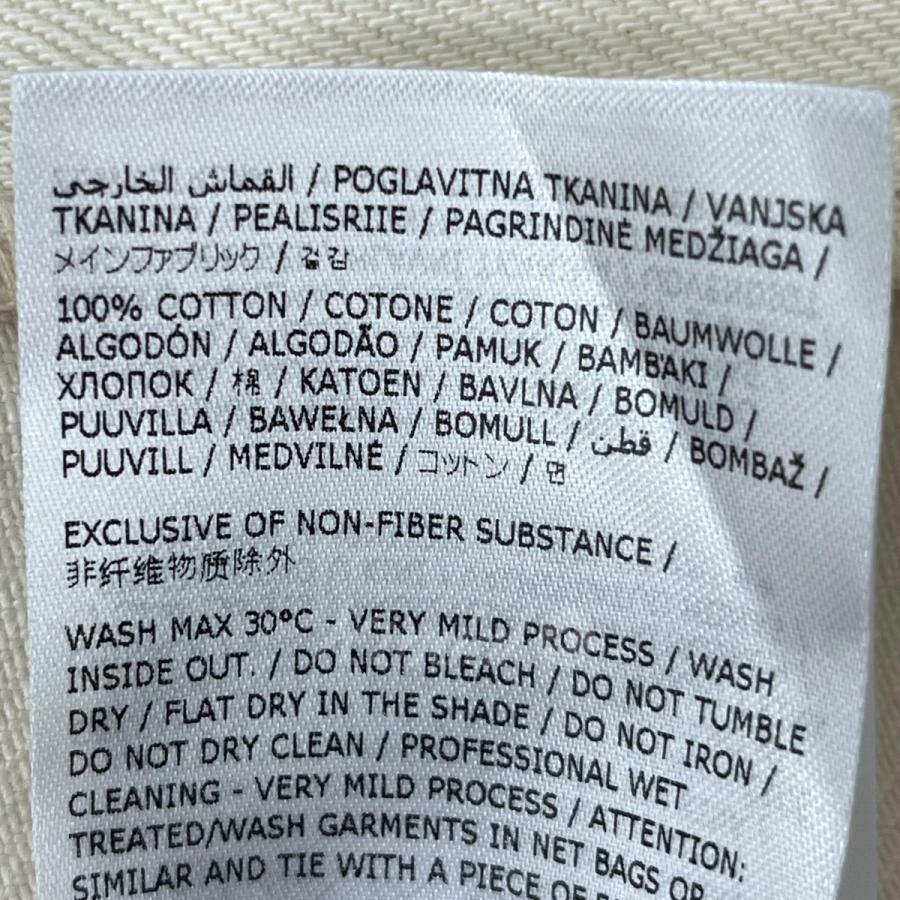 القماش الخارجي / POGLAVITNA TKANINA / VANJSKA
TKANINA / PEALISRIIE / PAGRINDINĖ MEDŽIAGA /
メインファブリック / 겉감
100% COTTON / COTONE / COTON / BAUMWOLLE /
ALGODÓN / ALGODÃO / PAMUK / BAMBAKI /
ХЛОПОК / 棉 / KATOEN / BAVLNA / BOMULD /
PUUVILLA / BAWEŁNA / BOMULL / قطن / BOMBAŽ /
PUUVILL / MEDVILNĖ / コットン / 면
EXCLUSIVE OF NON-FIBER SUBSTANCE /
非纤维物质除外
WASH MAX 30°C - VERY MILD PROCESS / WASH
INSIDE OUT. / DO NOT BLEACH / DO NOT TUMBLE
DRY / FLAT DRY IN THE SHADE / DO NOT IRON /
DO NOT DRY CLEAN / PROFESSIONAL WET
CLEANING - VERY MILD PROCESS / ATTENTION:
TREATED/WASH GARMENTS IN NET BAGS OR
SIMILAR AND TIE WITH A PIECE OF